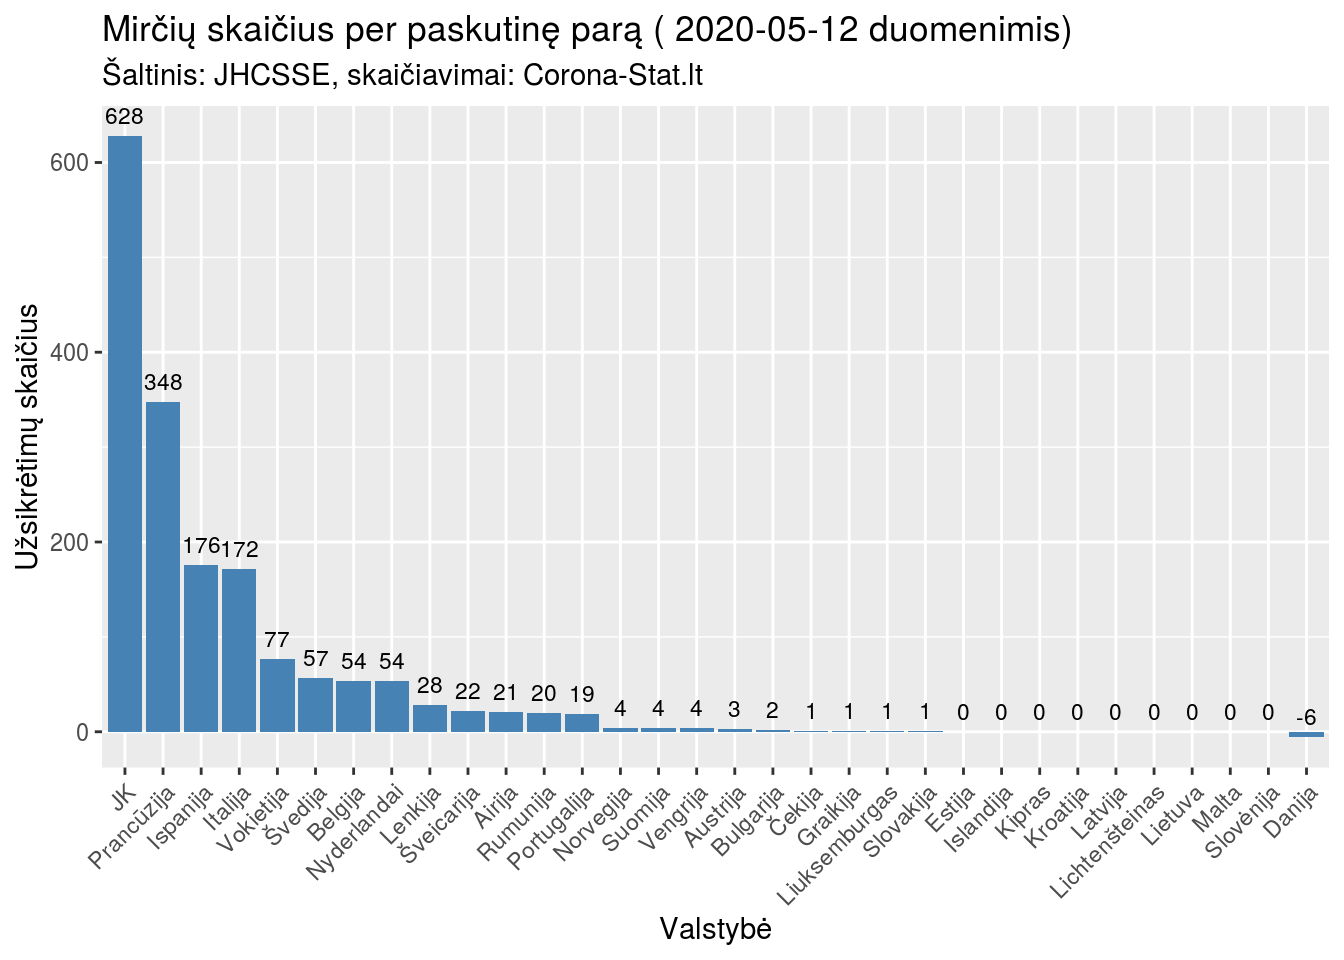 Mirčių skaičius per paskutinę parą ( 2020-05-12 duomenimis)
Šaltinis: JHCSSE, skaičiavimai: Corona-Stat.lt
Užsikrėtimų skaičius
600
400
200
0
628
348
176
172
77
57
54
54
28
22
21
20
19
4
4
4
3
2
1
1
1
1
0
0
0
0
0
0
0
0
0
-6
JK
Prancūzija
Ispanija
Italija
Vokietija
Švedija
Belgija
Nyderlandai
Lenkija
Šveicarija
Airija
Rumunija
Portugalija
Norvegija
Suomija
Vengrija
Austrija
Bulgarija
Čekija
Graikija
Liuksemburgas
Slovakija
Estija
Islandija
Kipras
Kroatija
Latvija
Lichtenšteinas
Lietuva
Malta
Slovėnija
Danija
Valstybė